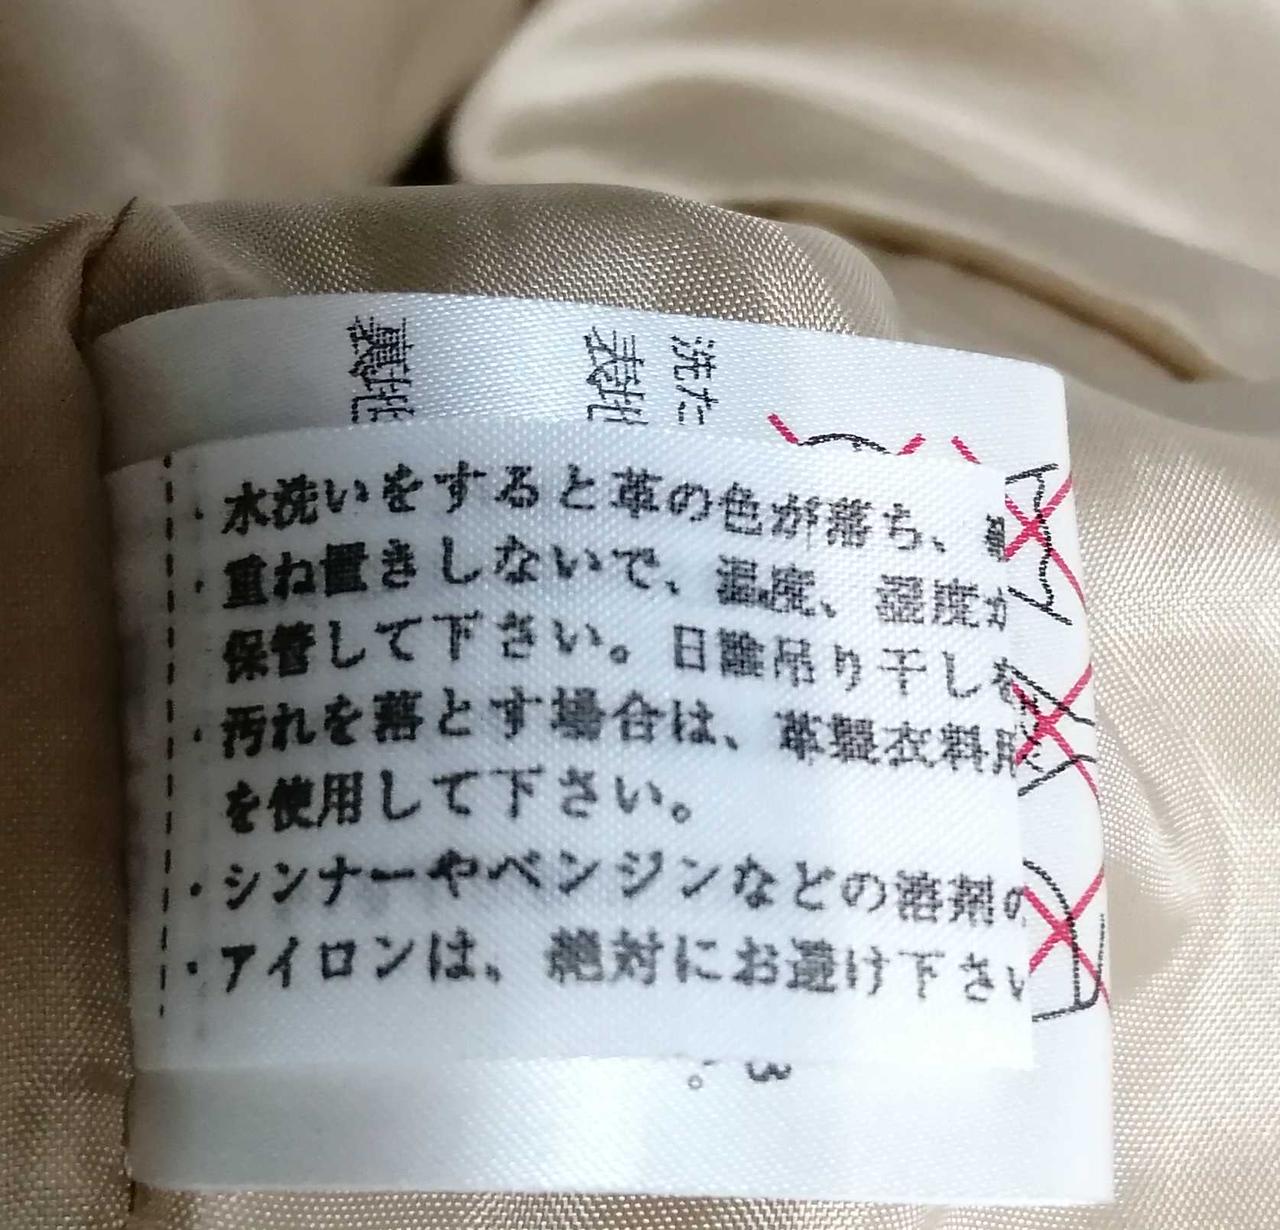 洗た
表地
裏地
・水洗いをすると革の色が落ち、
・重ね置きしないで、温度、湿度が
保管して下さい。日陰吊り干しを
・汚れを落とす場合は、革製衣料用
を使用して下さい。
・シンナーやベンジンなどの溶剤の
・アイロンは、絶対にお避け下さい